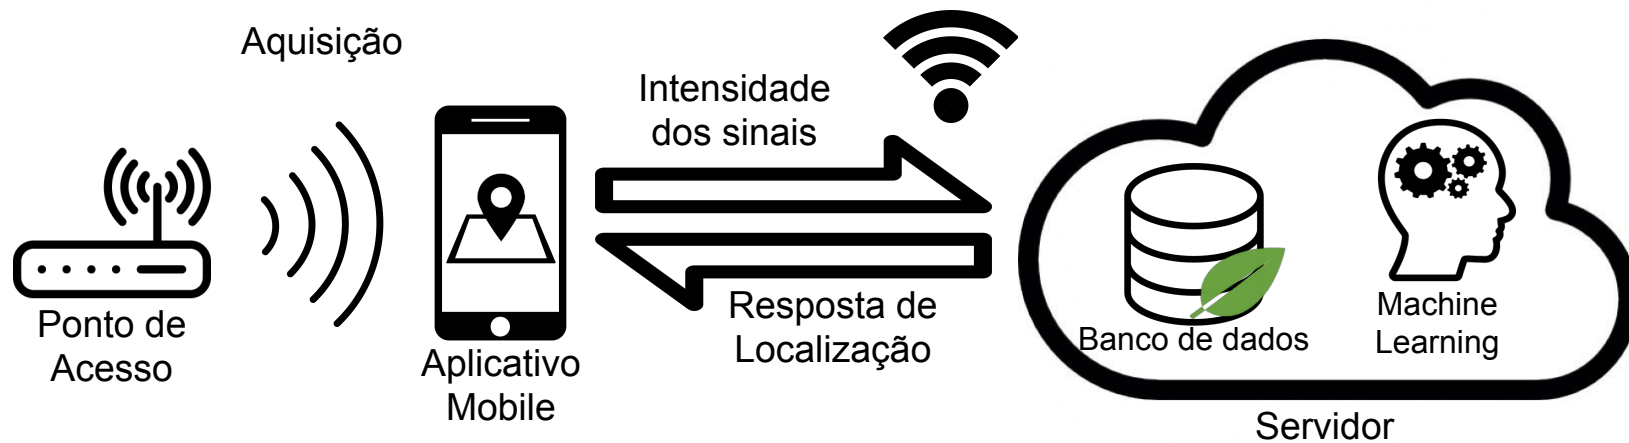 Aquisição
Ponto de
Acesso
Aplicativo
Mobile
Intensidade
dos sinais
Resposta de
Localização
Banco de dados
Machine
Learning
Servidor